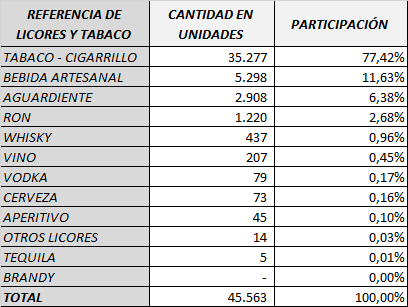 REFERENCIA DE LICORES Y TABACO | CANTIDAD EN UNIDADES | PARTICIPACIÓN
TABACO - CIGARRILLO 35.277 77,42%
BEBIDA ARTESANAL 5.298 11,63%
AGUARDIENTE 2.908 6,38%
RON 1.220 2,68%
WHISKY 437 0,96%
VINO 207 0,45%
VODKA 79 0,17%
CERVEZA 73 0,16%
APERITIVO 45 0,10%
OTROS LICORES 14 0,03%
TEQUILA 5 0,01%
BRANDY - 0,00%
TOTAL 45.563 100,00%